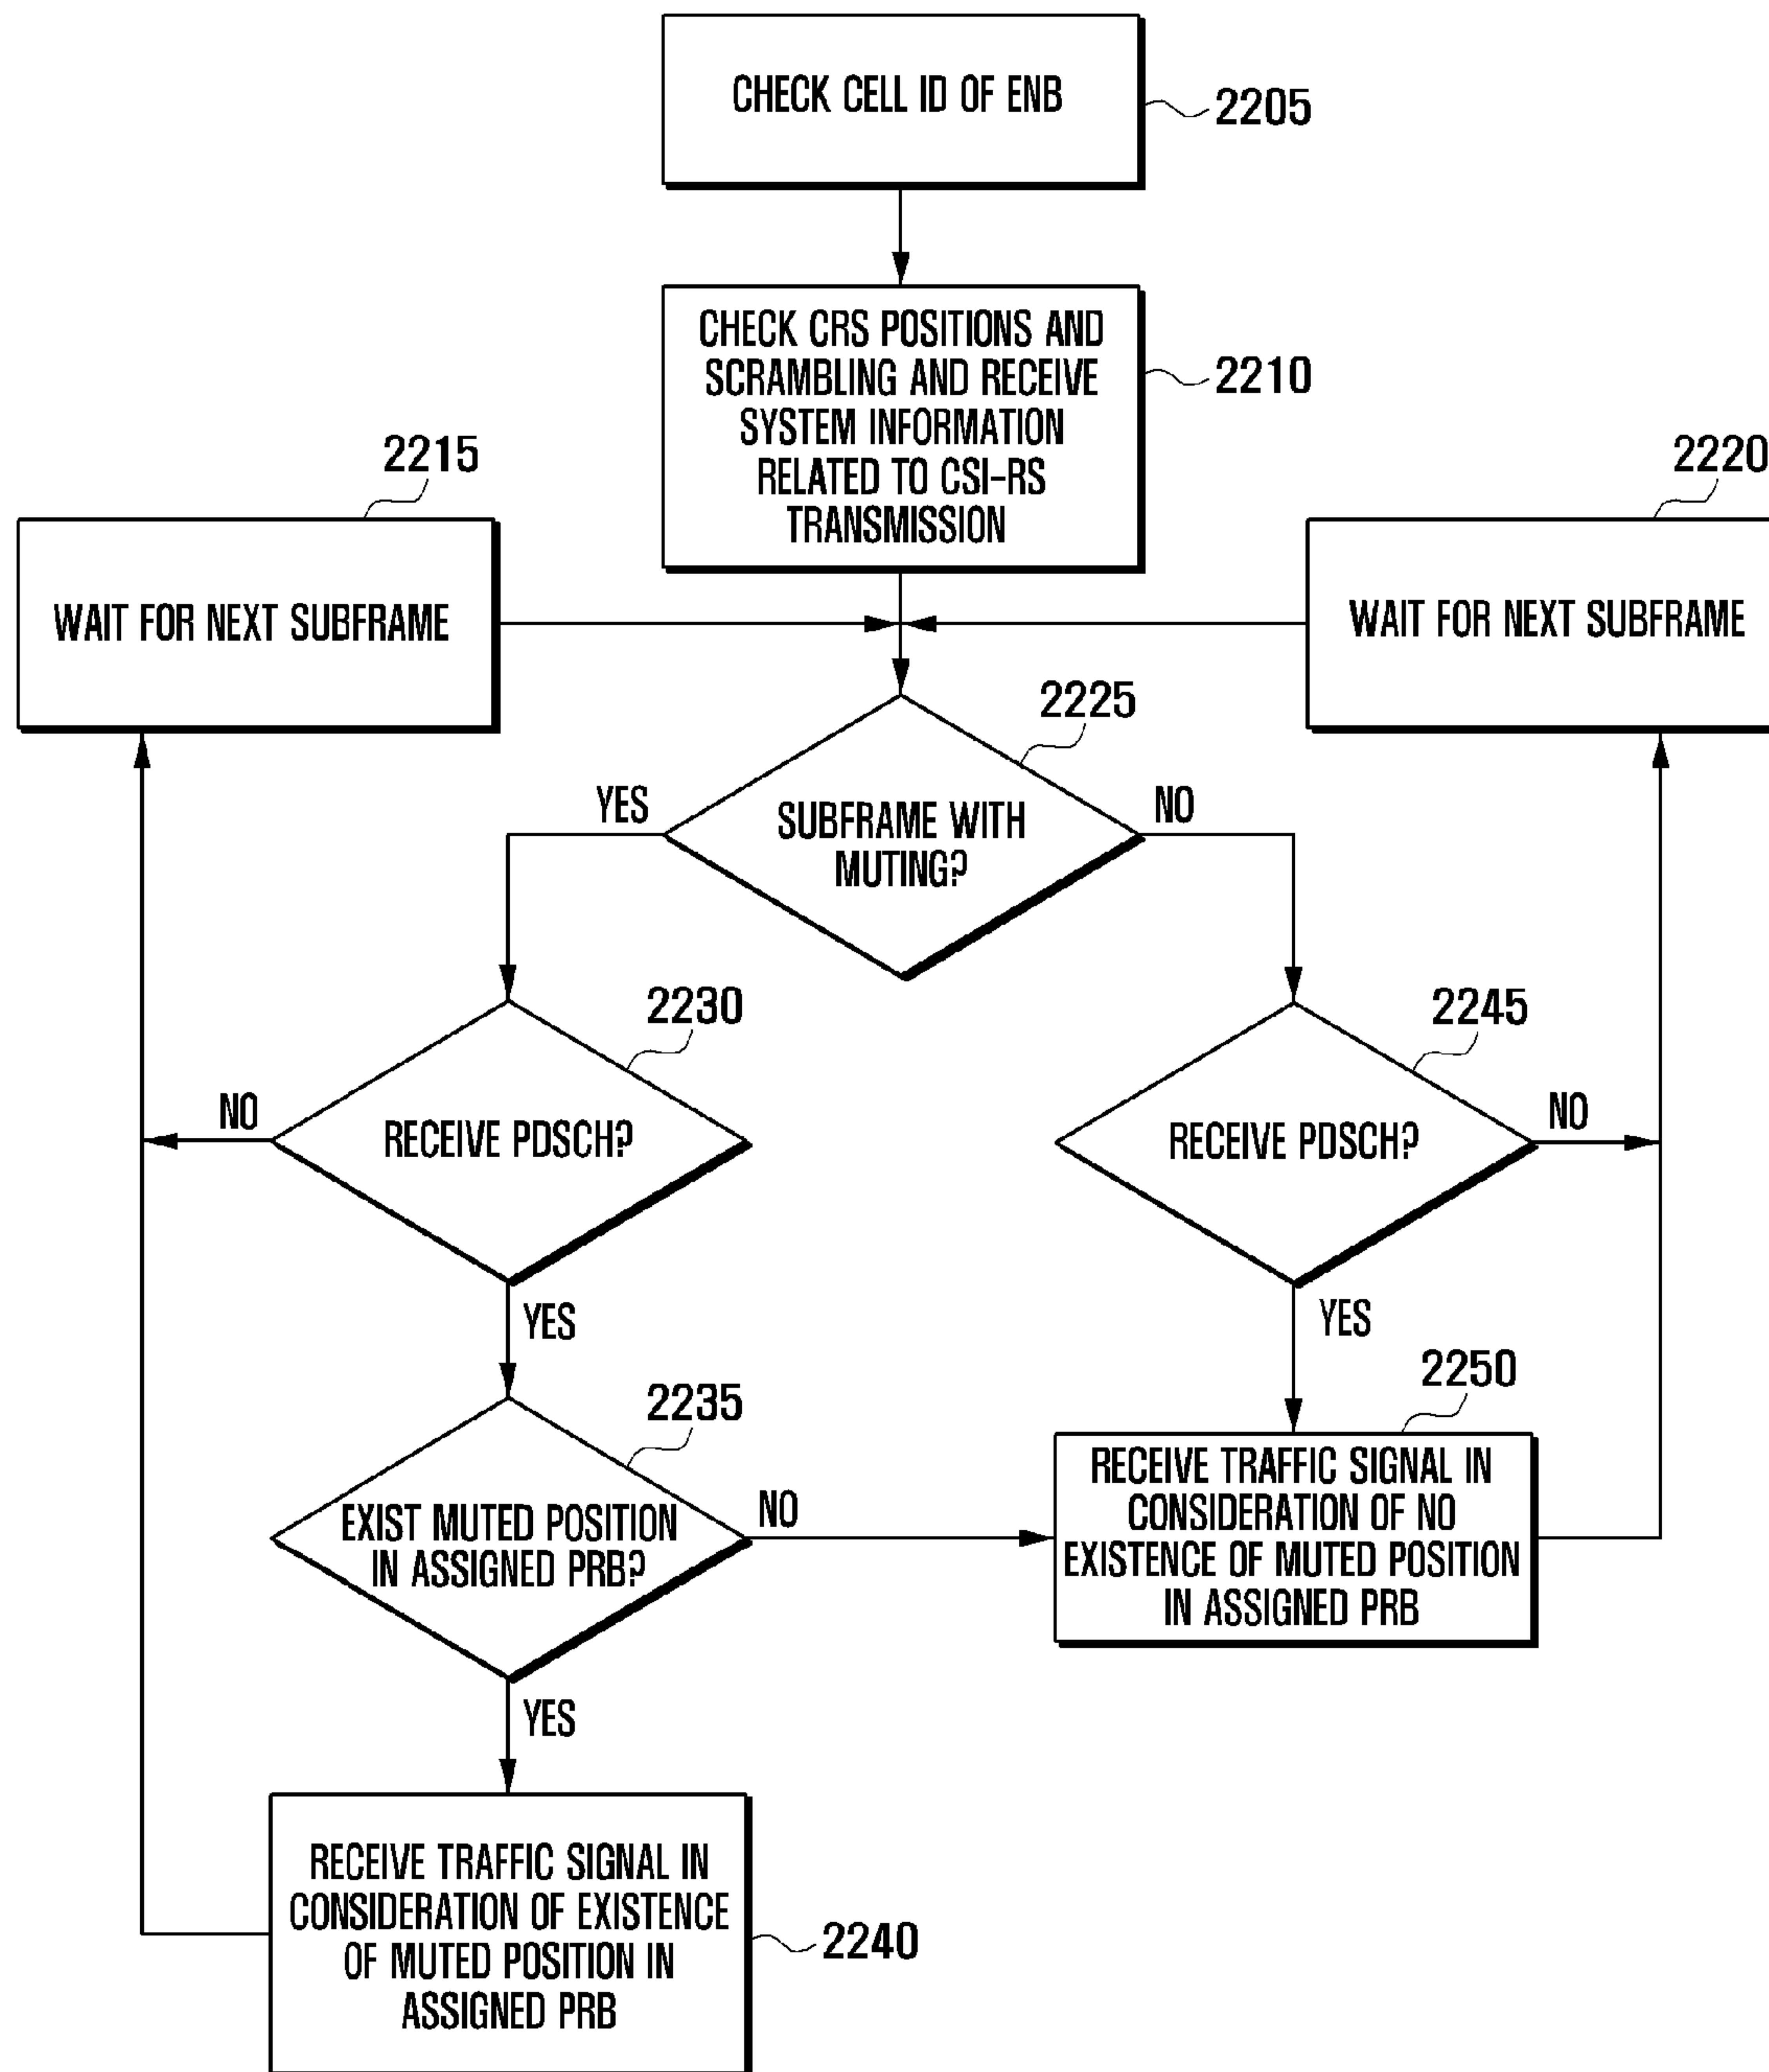 CHECK CELL ID OF ENB
2205
CHECK CRS POSITIONS AND
SCRAMBLING AND RECEIVE
SYSTEM INFORMATION
RELATED TO CSI-RS
TRANSMISSION
2210
2215
WAIT FOR NEXT SUBFRAME
2220
WAIT FOR NEXT SUBFRAME
2225
SUBFRAME WITH
MUTING?
YES
NO
2230
RECEIVE PDSCH?
NO
YES
2245
RECEIVE PDSCH?
NO
YES
2235
EXIST MUTED POSITION
IN ASSIGNED PRB?
NO
YES
2250
RECEIVE TRAFFIC SIGNAL IN
CONSIDERATION OF NO
EXISTENCE OF MUTED POSITION
IN ASSIGNED PRB
RECEIVE TRAFFIC SIGNAL IN
CONSIDERATION OF EXISTENCE
OF MUTED POSITION IN
ASSIGNED PRB
2240